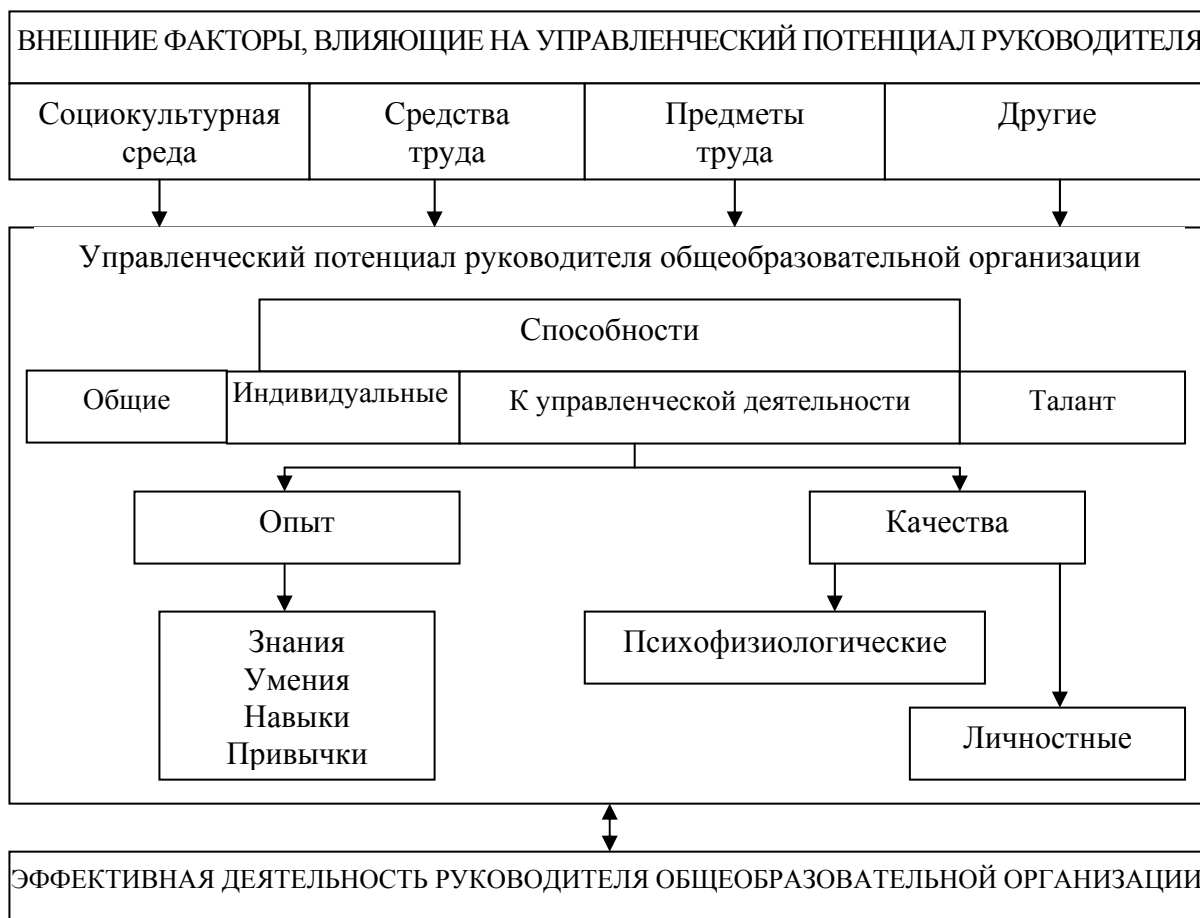 ВНЕШНИЕ ФАКТОРЫ, ВЛИЯЮЩИЕ НА УПРАВЛЕНЧЕСКИЙ ПОТЕНЦИАЛ РУКОВОДИТЕЛЯ
Социокультурная
среда
Средства
труда
Предметы
труда
Другие
Управленческий потенциал руководителя общеобразовательной организации
Способности
Общие
Индивидуальные
К управленческой деятельности
Талант
Опыт
Качества
Знания
Умения
Навыки
Привычки
Психофизиологические
Личностные
ЭФФЕКТИВНАЯ ДЕЯТЕЛЬНОСТЬ РУКОВОДИТЕЛЯ ОБЩЕОБРАЗОВАТЕЛЬНОЙ ОРГАНИЗАЦИИ